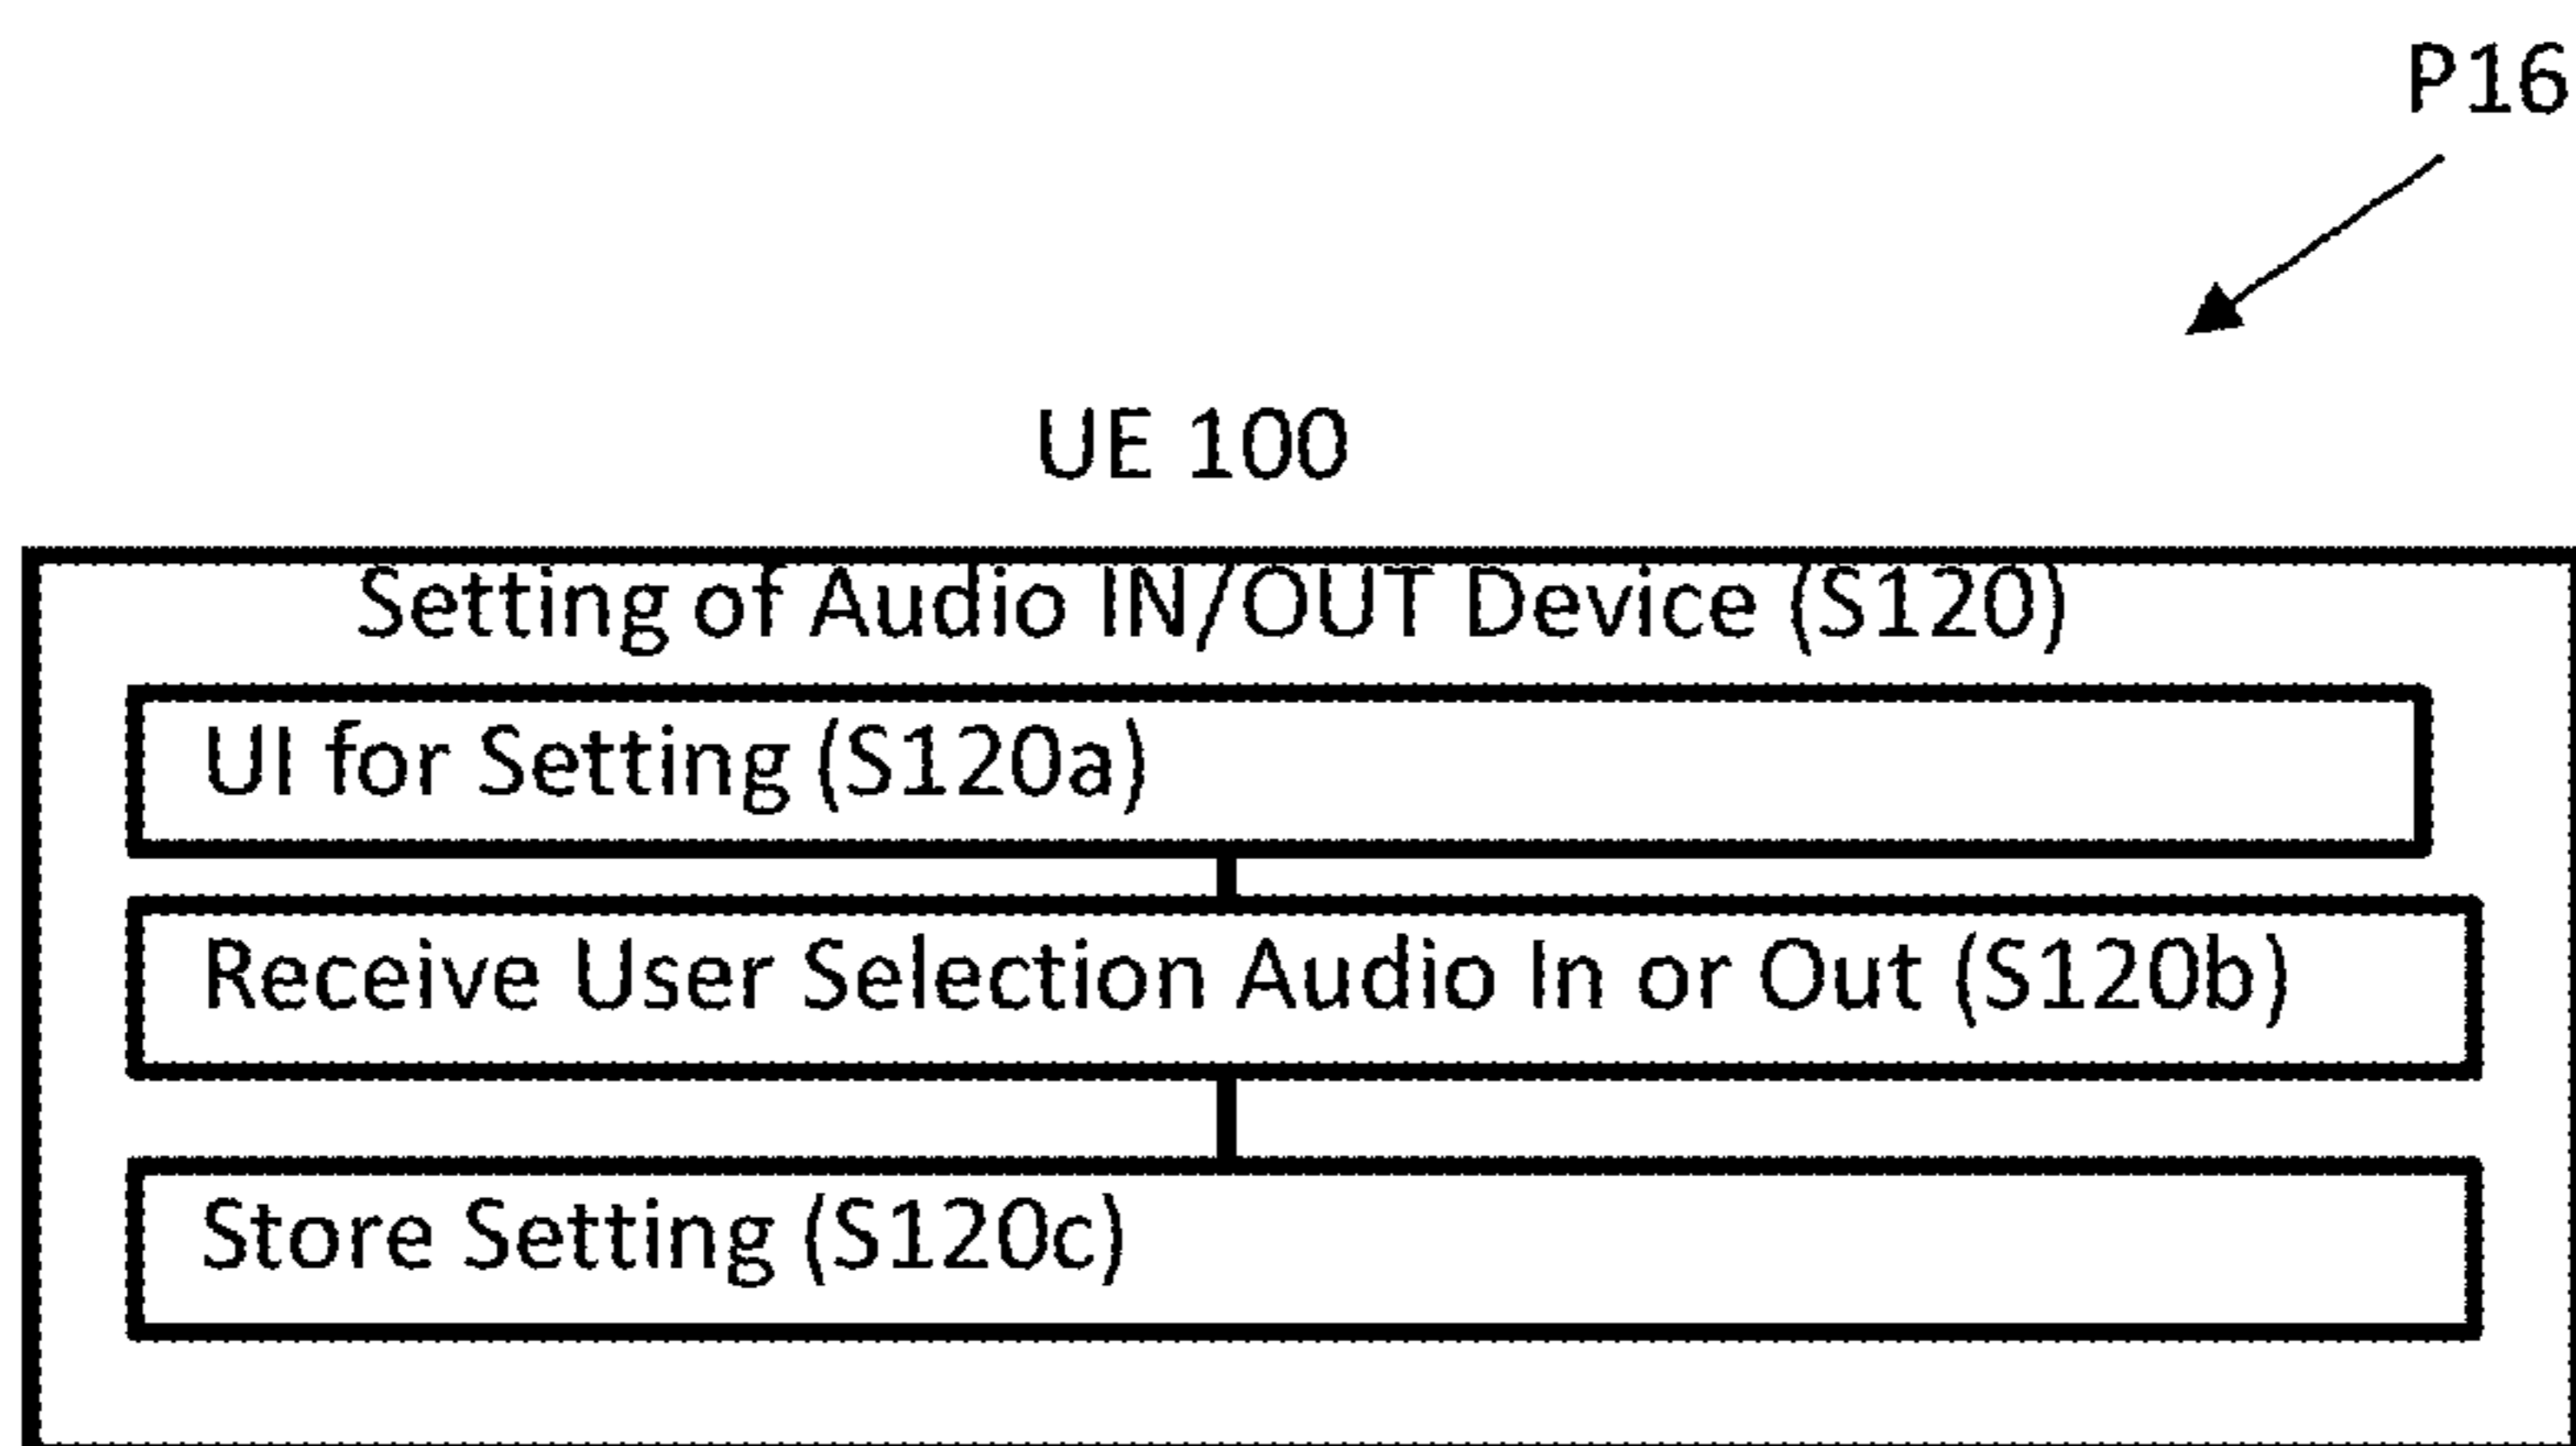 P16
UE 100
Setting of Audio IN/OUT Device (S120)
UI for Setting (S120a)
Receive User Selection Audio In or Out (S120b)
Store Setting (S120c)